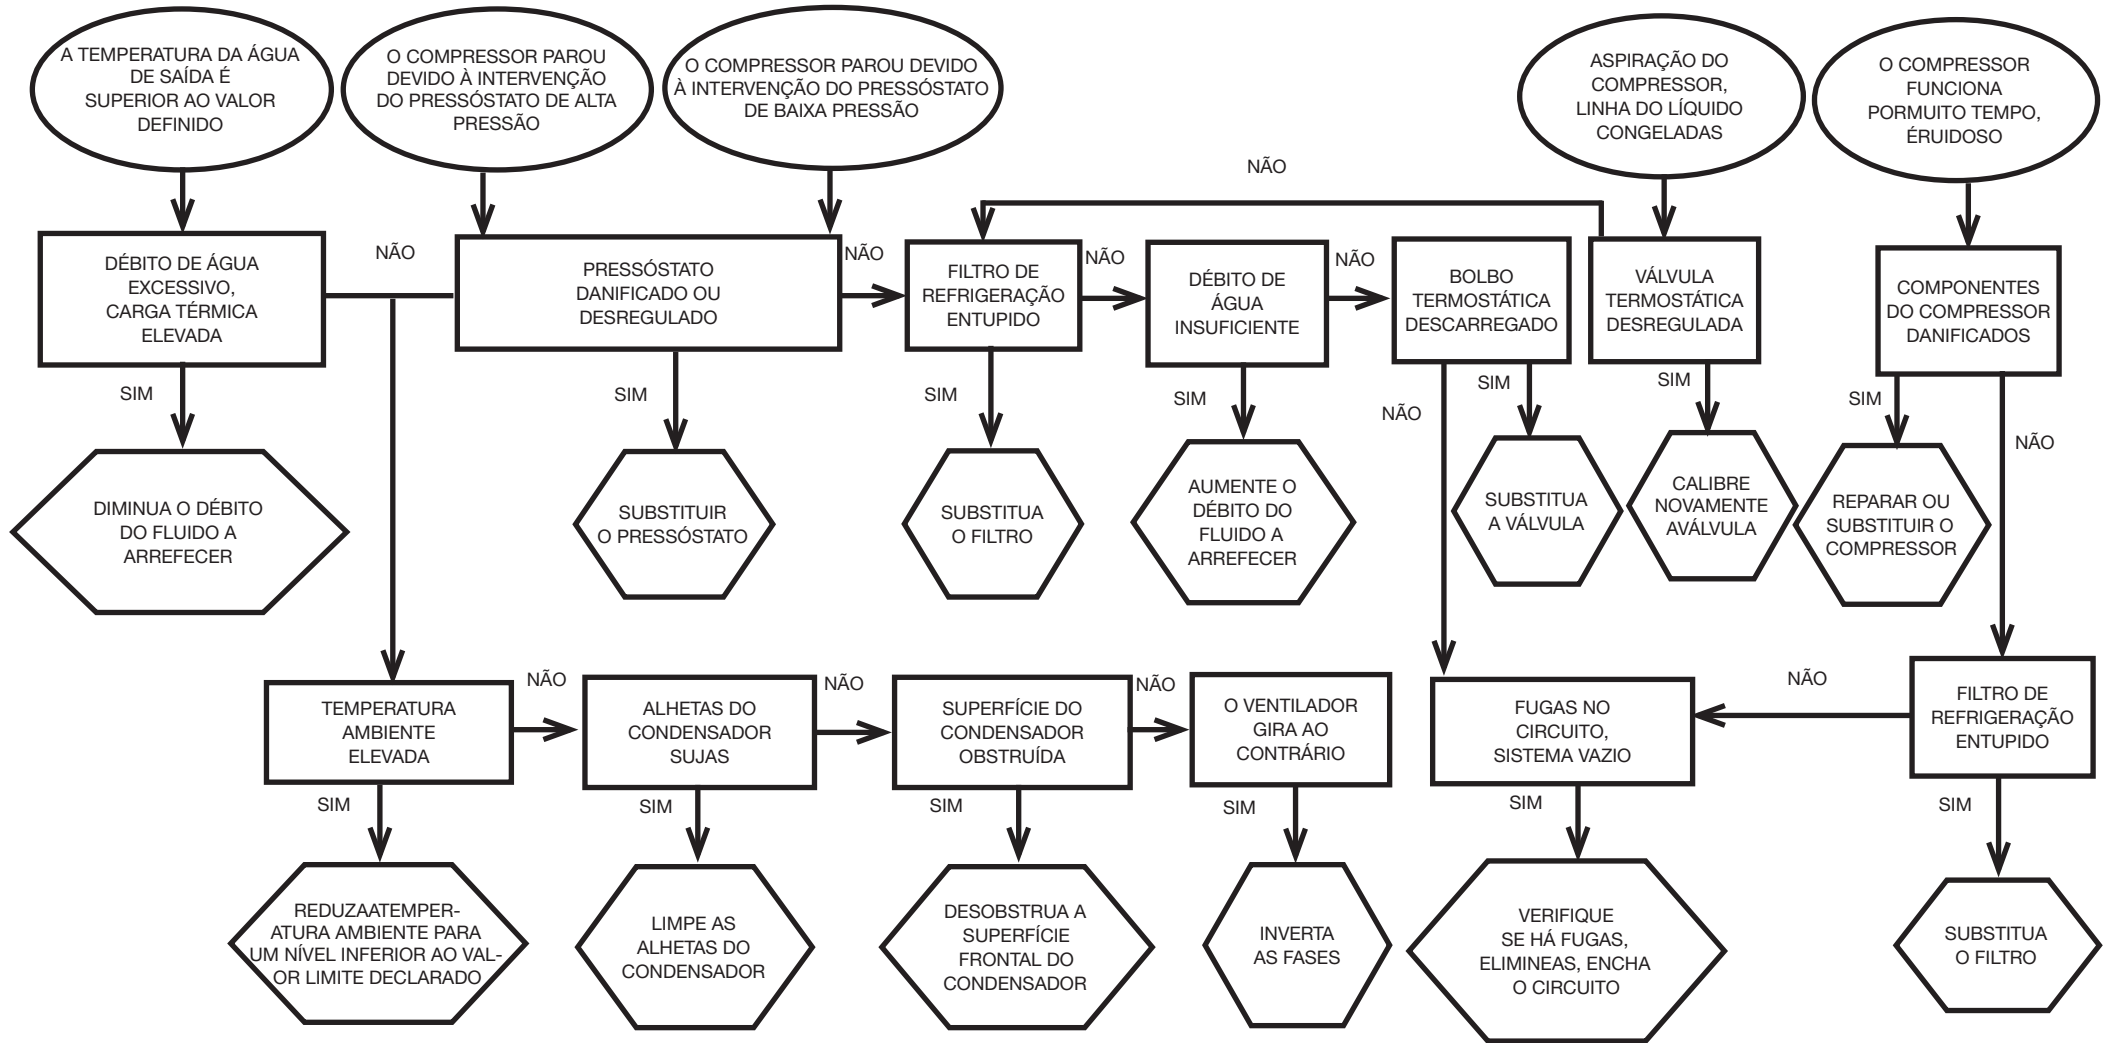 A TEMPERATURA DA ÁGUA
DE SAÍDA É
SUPERIOR AO VALOR
DEFINIDO
O COMPRESSOR PAROU
DEVIDO À INTERVENÇÃO
DO PRESSÓSTATO DE ALTA
PRESSÃO
O COMPRESSOR PAROU DEVIDO
À INTERVENÇÃO DO PRESSÓSTATO
DE BAIXA PRESSÃO
ASPIRAÇÃO DO
COMPRESSOR,
LINHA DO LÍQUIDO
CONGELADAS
O COMPRESSOR
FUNCIONA
PORMUITO TEMPO,
ÉRUIDOSO
NÃO
DÉBITO DE ÁGUA
EXCESSIVO,
CARGA TÉRMICA
ELEVADA
NÃO
PRESSÓSTATO
DANIFICADO OU
DESREGULADO
NÃO
FILTRO DE
REFRIGERAÇÃO
ENTUPIDO
NÃO
DÉBITO DE
ÁGUA
INSUFICIENTE
NÃO
BOLBO
TERMOSTÁTICA
DESCARREGADO
VÁLVULA
TERMOSTÁTICA
DESREGULADA
COMPONENTES
DO COMPRESSOR
DANIFICADOS
SIM
SIM
SIM
SIM
NÃO
SIM
SIM
SIM
NÃO
DIMINUA O DÉBITO
DO FLUIDO A
ARREFECER
SUBSTITUIR
O PRESSÓSTATO
SUBSTITUA
O FILTRO
AUMENTE O
DÉBITO DO
FLUIDO A
ARREFECER
SUBSTITUA
A VÁLVULA
CALIBRE
NOVAMENTE
AVÁLVULA
REPARAR OU
SUBSTITUIR O
COMPRESSOR
TEMPERATURA
AMBIENTE
ELEVADA
NÃO
ALHETAS DO
CONDENSADOR
SUJAS
NÃO
SUPERFÍCIE DO
CONDENSADOR
OBSTRUÍDA
NÃO
O VENTILADOR
GIRA AO
CONTRÁRIO
FUGAS NO
CIRCUITO,
SISTEMA VAZIO
NÃO
FILTRO DE
REFRIGERAÇÃO
ENTUPIDO
SIM
SIM
SIM
SIM
SIM
SIM
REDUZAATEMPER-
ATURA AMBIENTE PARA
UM NÍVEL INFERIOR AO VAL-
OR LIMITE DECLARADO
LIMPE AS
ALHETAS DO
CONDENSADOR
DESOBSTRUA A
SUPERFÍCIE
FRONTAL DO
CONDENSADOR
INVERTA
AS FASES
VERIFIQUE
SE HÁ FUGAS,
ELIMINEAS, ENCHA
O CIRCUITO
SUBSTITUA
O FILTRO